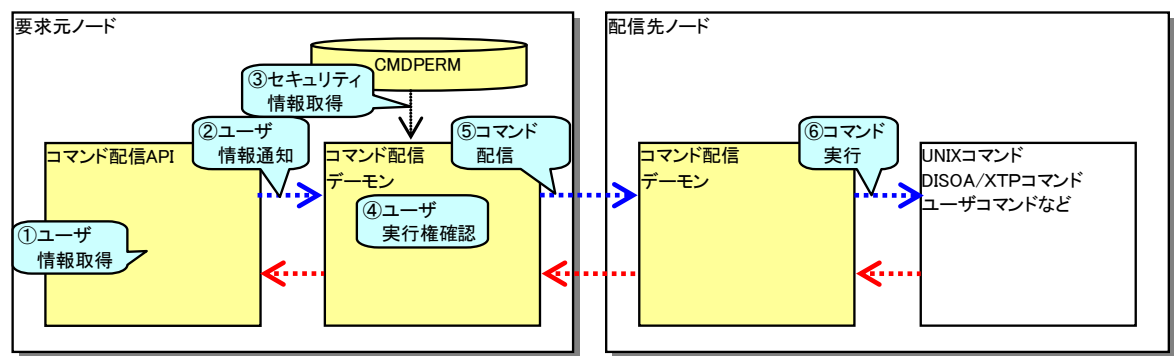 要求元ノード
CMDPERM
③セキュリティ
情報取得
コマンド配信API
②ユーザ
情報通知
コマンド配信
デーモン
④ユーザ
実行権確認
①ユーザ
情報取得
⑤コマンド
配信
配信先ノード
コマンド配信
デーモン
⑥コマンド
実行
UNIXコマンド
DISOA/XTPコマンド
ユーザコマンドなど